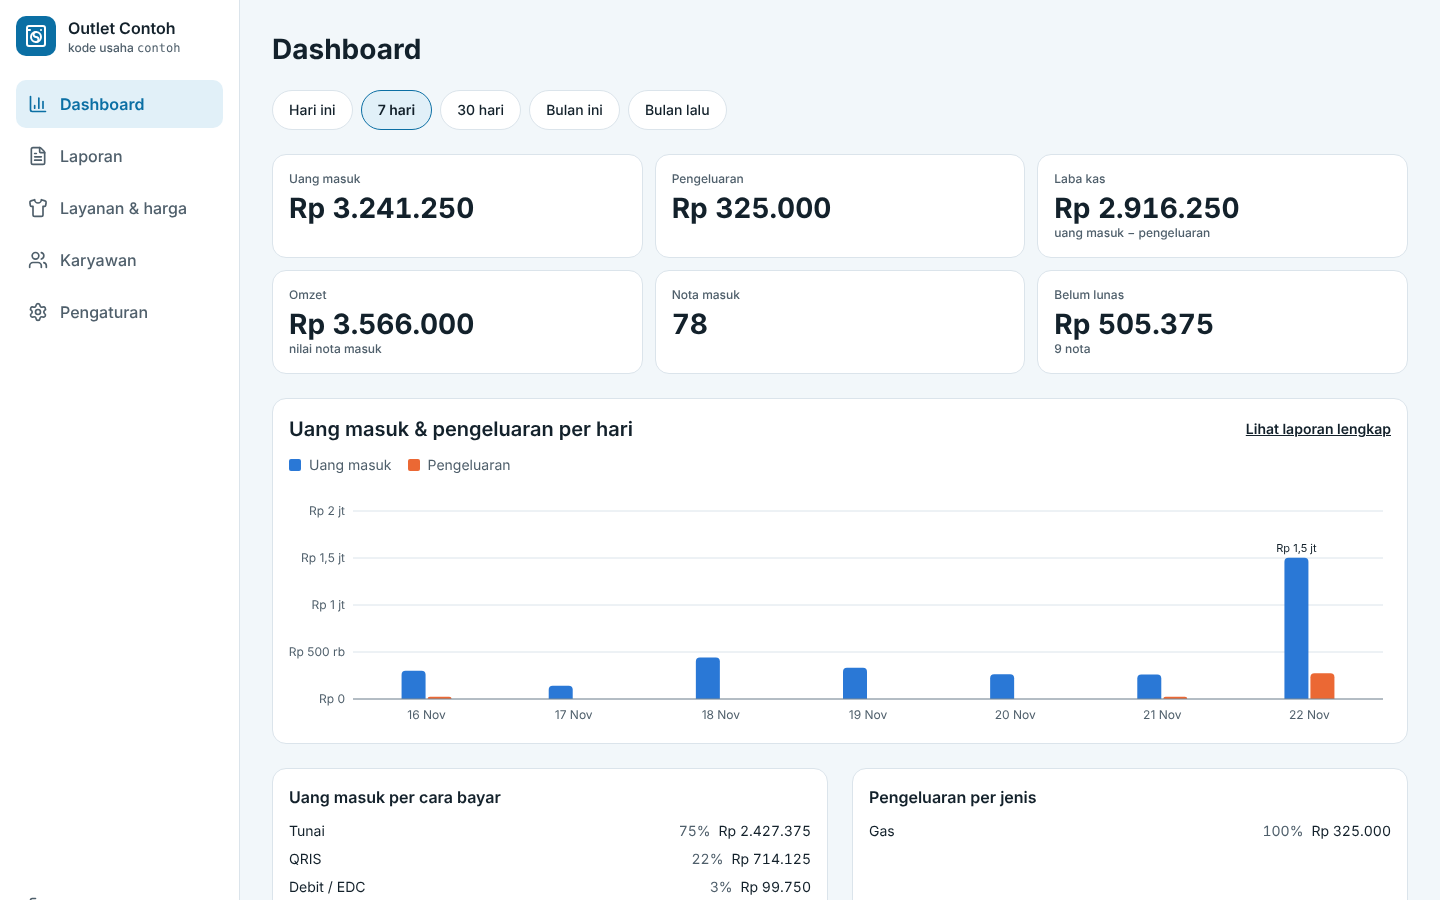 Outlet Contoh
kode usaha contoh
Dashboard
Laporan
Layanan & harga
Karyawan
Pengaturan
Dashboard
Hari ini
7 hari
30 hari
Bulan ini
Bulan lalu
Uang masuk
Rp 3.241.250
Pengeluaran
Rp 325.000
Laba kas
Rp 2.916.250
uang masuk − pengeluaran
Omzet
Rp 3.566.000
nilai nota masuk
Nota masuk
78
Belum lunas
Rp 505.375
9 nota
Uang masuk & pengeluaran per hari
Lihat laporan lengkap
Uang masuk
Pengeluaran
Rp 2 jt
Rp 1,5 jt
Rp 1 jt
Rp 500 rb
Rp 0
Rp 1,5 jt
16 Nov
17 Nov
18 Nov
19 Nov
20 Nov
21 Nov
22 Nov
Uang masuk per cara bayar
Tunai 75% Rp 2.427.375
QRIS 22% Rp 714.125
Debit / EDC 3% Rp 99.750
Pengeluaran per jenis
Gas 100% Rp 325.000